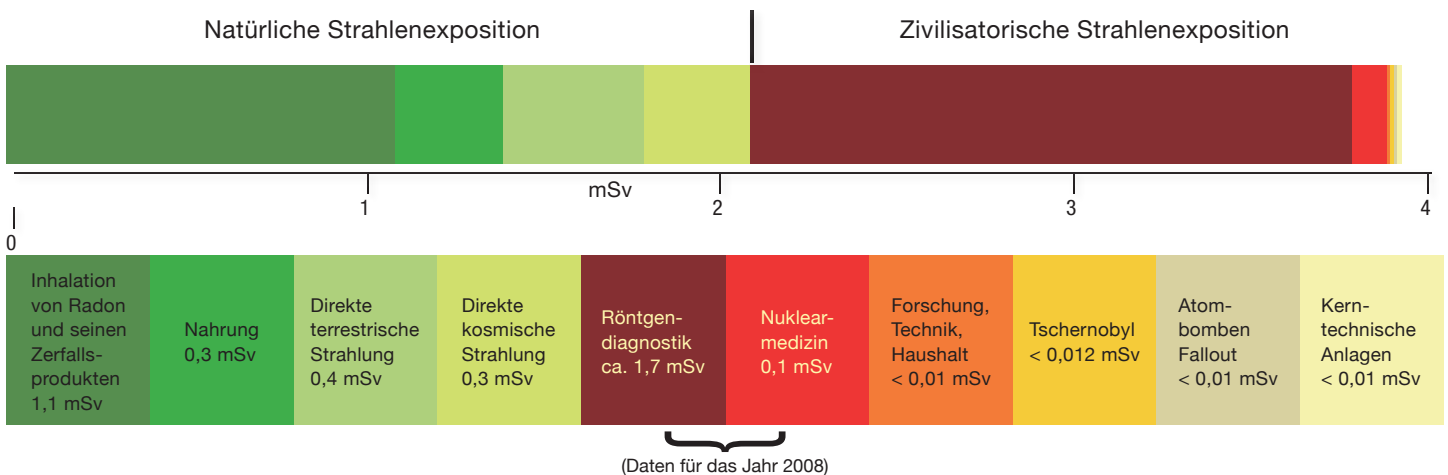 Natürliche Strahlenexposition
Zivilisatorische Strahlenexposition
mSv
0
1
2
3
4
Inhalation
von Radon
und seinen
Zerfalls-
produkten
1,1 mSv
Nahrung
0,3 mSv
Direkte
terrestrische
Strahlung
0,4 mSv
Direkte
kosmische
Strahlung
0,3 mSv
Röntgen-
diagnostik
ca. 1,7 mSv
Nuklear-
medizin
0,1 mSv
Forschung,
Technik,
Haushalt
< 0,01 mSv
Tschernobyl
< 0,012 mSv
Atom-
bomben
Fallout
< 0,01 mSv
Kern-
technische
Anlagen
< 0,01 mSv
(Daten für das Jahr 2008)